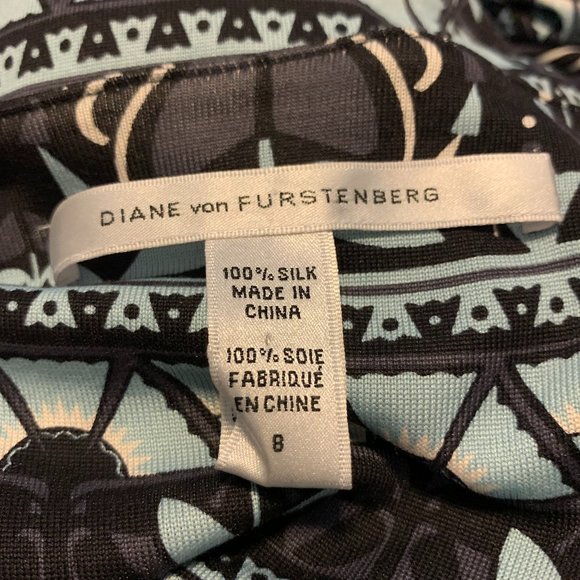 DIANE von FURSTENBERG
100% SILK
MADE IN
CHINA
100% SOIE
FABRIQUÉ
EN CHINE
8